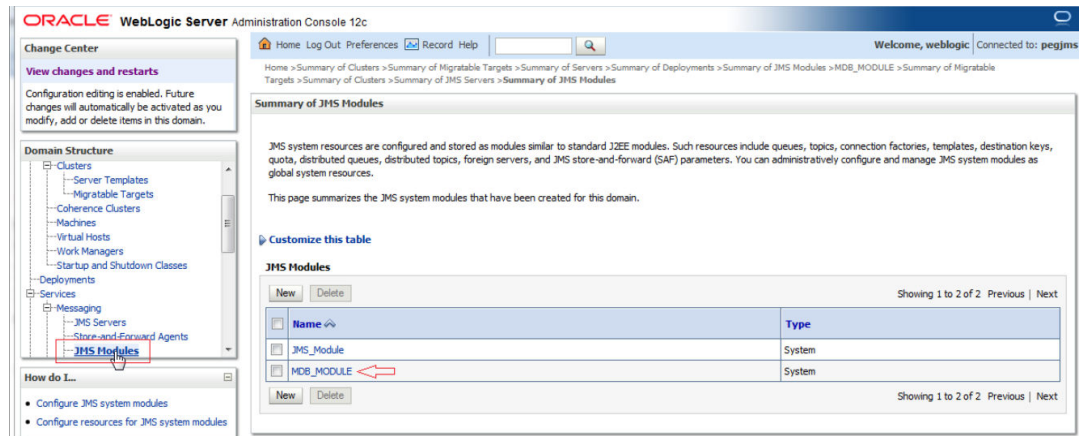 ORACLE WebLogic Server Administration Console 12c
Change Center
View changes and restarts
Configuration editing is enabled. Future
changes will automatically be activated as you
modify, add or delete items in this domain.
Domain Structure
Clusters
Server Templates
Migratable Targets
Coherence Clusters
Machines
Virtual Hosts
Work Managers
Startup and Shutdown Classes
Deployments
Services
Messaging
JMS Servers
Store-and-Forward Agents
JMS Modules
How do I...
Configure JMS system modules
Configure resources for JMS system modules
Home Log Out Preferences Record Help
Welcome, weblogic Connected to: pegjms
Home >Summary of Clusters >Summary of Migratable Targets >Summary of Servers >Summary of Deployments >Summary of JMS Modules >MDB_MODULE >Summary of Migratable
Targets >Summary of Clusters >Summary of JMS Servers >Summary of JMS Modules
Summary of JMS Modules
JMS system resources are configured and stored as modules similar to standard J2EE modules. Such resources include queues, topics, connection factories, templates, destination keys,
quota, distributed queues, distributed topics, foreign servers, and JMS store-and-forward (SAF) parameters. You can administratively configure and manage JMS system modules as
global system resources.
This page summarizes the JMS system modules that have been created for this domain.
Customize this table
JMS Modules
New Delete Showing 1 to 2 of 2 Previous | Next
Name Type
JMS_Module System
MDB_MODULE System
New Delete Showing 1 to 2 of 2 Previous | Next